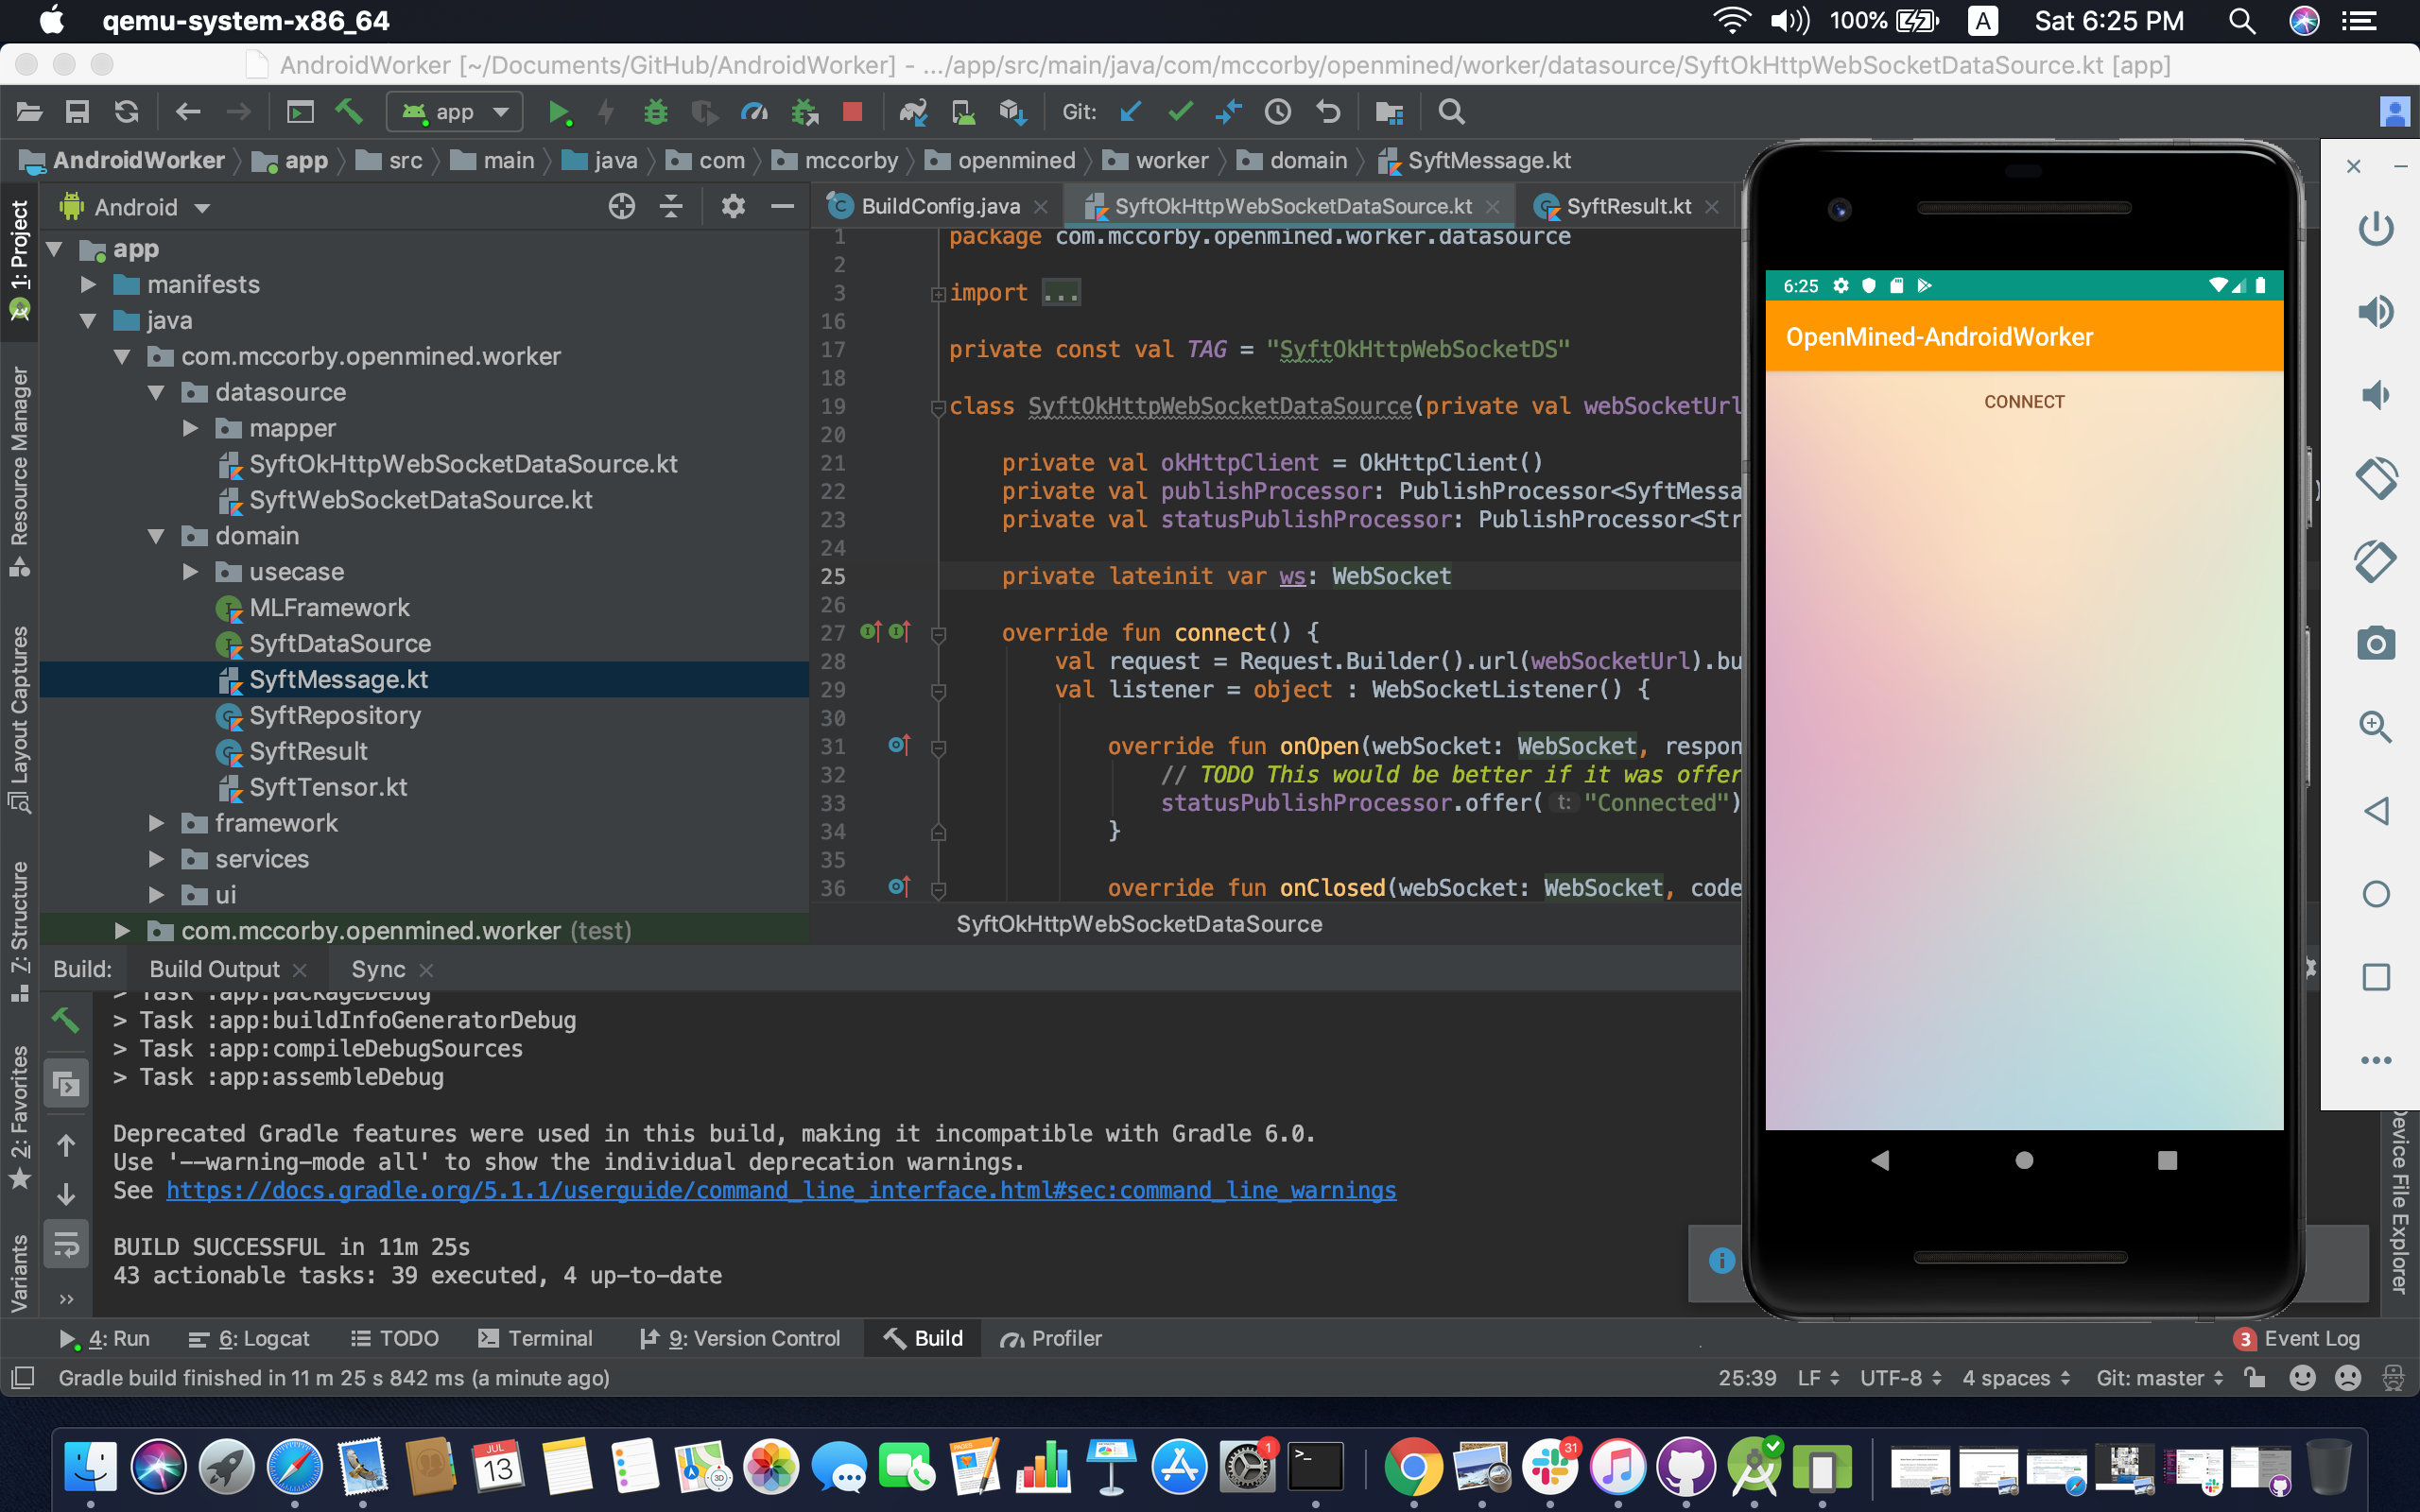 qemu-system-x86_64
100%
A
Sat 6:25 PM
AndroidWorker [~/Documents/GitHub/AndroidWorker] - .../app/src/main/java/com/mccorby/openmined/worker/datasource/SyftOkHttpWebSocketDataSource.kt [app]
app
Git:
AndroidWorker
app
src
main
java
com
mccorby
openmined
worker
domain
SyftMessage.kt
Android
BuildConfig.java
SyftOkHttpWebSocketDataSource.kt
SyftResult.kt
1: Project
Resource Manager
Layout Captures
Z: Structure
2: Favorites
Variants
app
manifests
java
com.mccorby.openmined.worker
datasource
mapper
SyftOkHttpWebSocketDataSource.kt
SyftWebSocketDataSource.kt
domain
usecase
MLFramework
SyftDataSource
SyftMessage.kt
SyftRepository
SyftResult
SyftTensor.kt
framework
services
ui
com.mccorby.openmined.worker (test)
1 package com.mccorby.openmined.worker.datasource
2
3 import ...
16
17 private const val TAG = "SyftOkHttpWebSocketDS"
18
19 class SyftOkHttpWebSocketDataSource(private val webSocketUrl
20
21 private val okHttpClient = OkHttpClient()
22 private val publishProcessor: PublishProcessor<SyftMessa
23 private val statusPublishProcessor: PublishProcessor<Str
24
25 private lateinit var ws: WebSocket
26
27 override fun connect() {
28 val request = Request.Builder().url(webSocketUrl).bu
29 val listener = object : WebSocketListener() {
30
31 override fun onOpen(webSocket: WebSocket, respon
32 // TODO This would be better if it was offer
33 statusPublishProcessor.offer( t: "Connected")
34 }
35
36 override fun onClosed(webSocket: WebSocket, code
SyftOkHttpWebSocketDataSource
6:25
OpenMined-AndroidWorker
CONNECT
Build:
Build Output
Sync
> Task :app:packageDebug
> Task :app:buildInfoGeneratorDebug
> Task :app:compileDebugSources
> Task :app:assembleDebug
Deprecated Gradle features were used in this build, making it incompatible with Gradle 6.0.
Use '--warning-mode all' to show the individual deprecation warnings.
See https://docs.gradle.org/5.1.1/userguide/command_line_interface.html#sec:command_line_warnings
BUILD SUCCESSFUL in 11m 25s
43 actionable tasks: 39 executed, 4 up-to-date
Device File Explorer
4: Run
6: Logcat
TODO
Terminal
9: Version Control
Build
Profiler
3 Event Log
Gradle build finished in 11 m 25 s 842 ms (a minute ago)
25:39
LF
UTF-8
4 spaces
Git: master
JUL
13
3D
PAGES
1
31